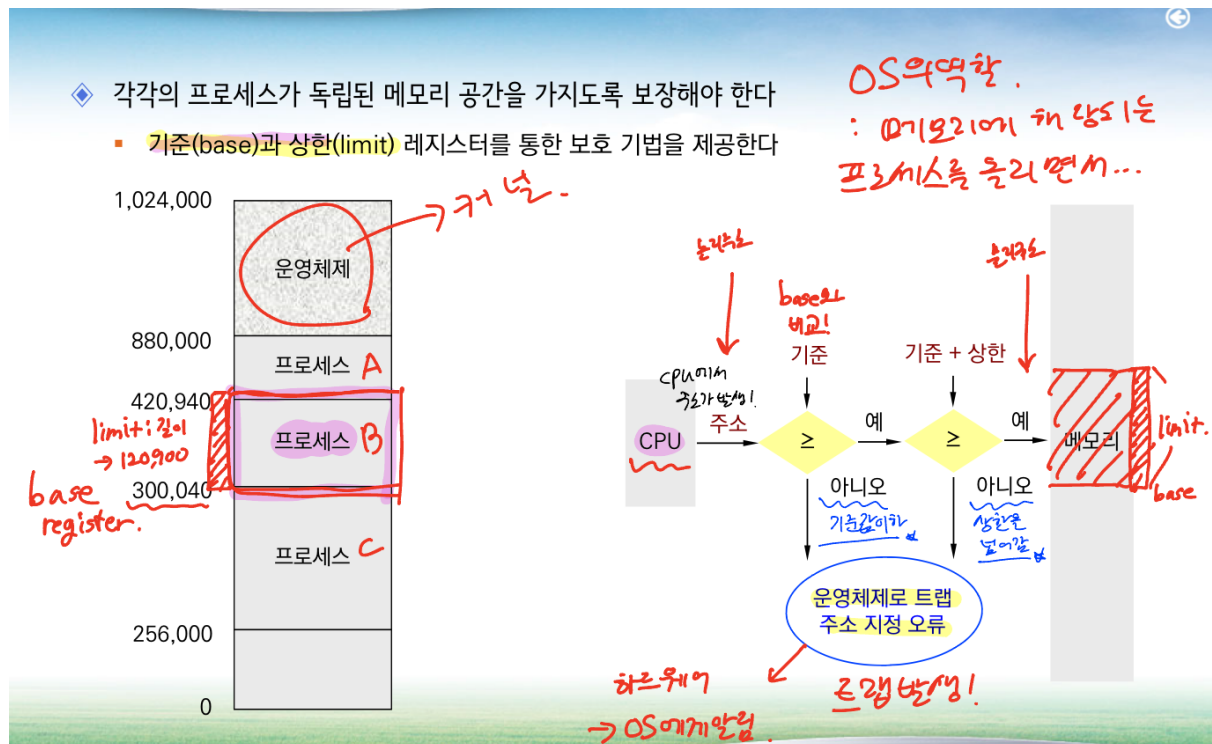 각각의 프로세스가 독립된 메모리 공간을 가지도록 보장해야 한다
기준(base)과 상한(limit) 레지스터를 통한 보호 기법을 제공한다
OS의 역할.
: 메모리에 해당되는
프로세스를 돌리면서...
1,024,000
→ 커널.
운영체제
880,000
프로세스 A
420,940
limit : 길이
→ 120,900
프로세스 B
base
register.
300,040
프로세스 C
256,000
0
논리주소
물리주소
base와
비교!
기준
기준 + 상한
CPU에서
주소가 발생!
CPU
주소
≥
예
≥
예
메모리
limit.
base
아니오
기준값이하
아니오
상한을
넘어감
운영체제로 트랩
주소 지정 오류
하드웨어
→ OS에게알림.
트랩발생!